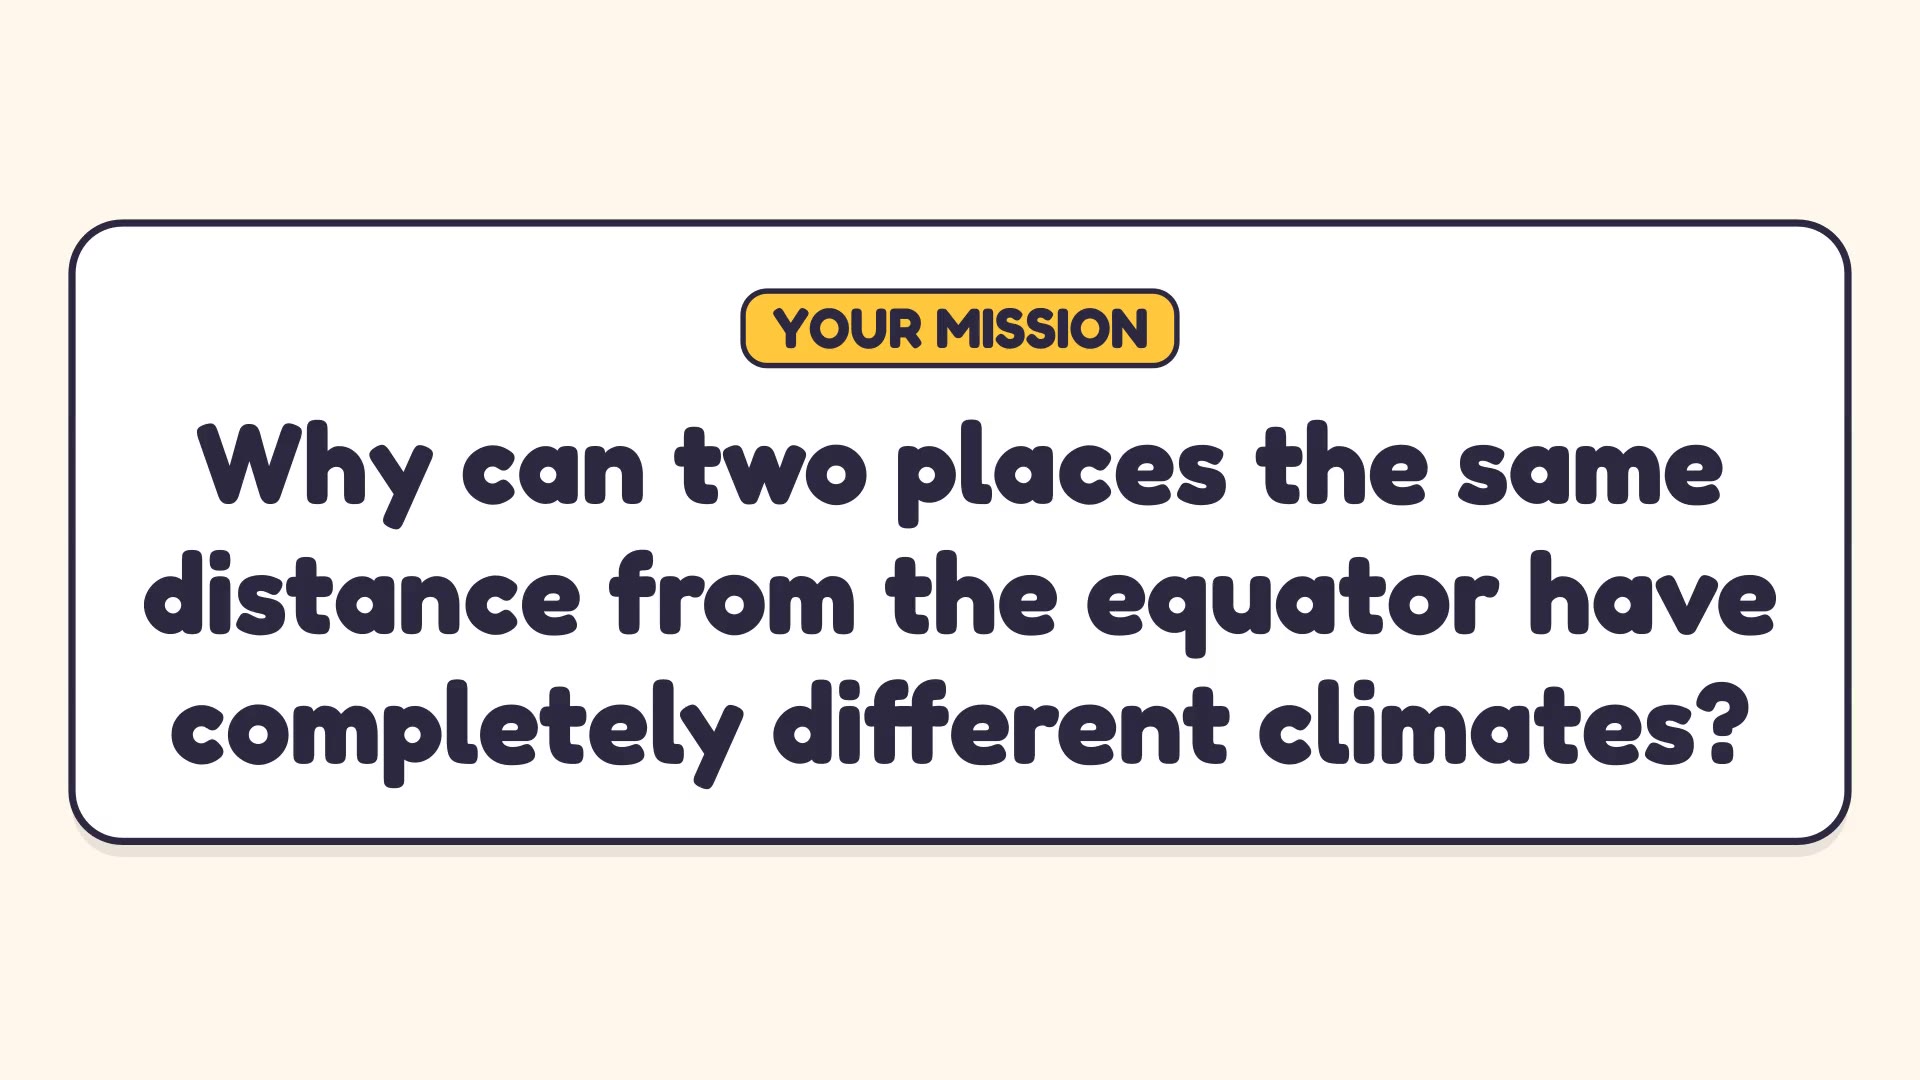 YOUR MISSION
Why can two places the same
distance from the equator have
completely different climates?